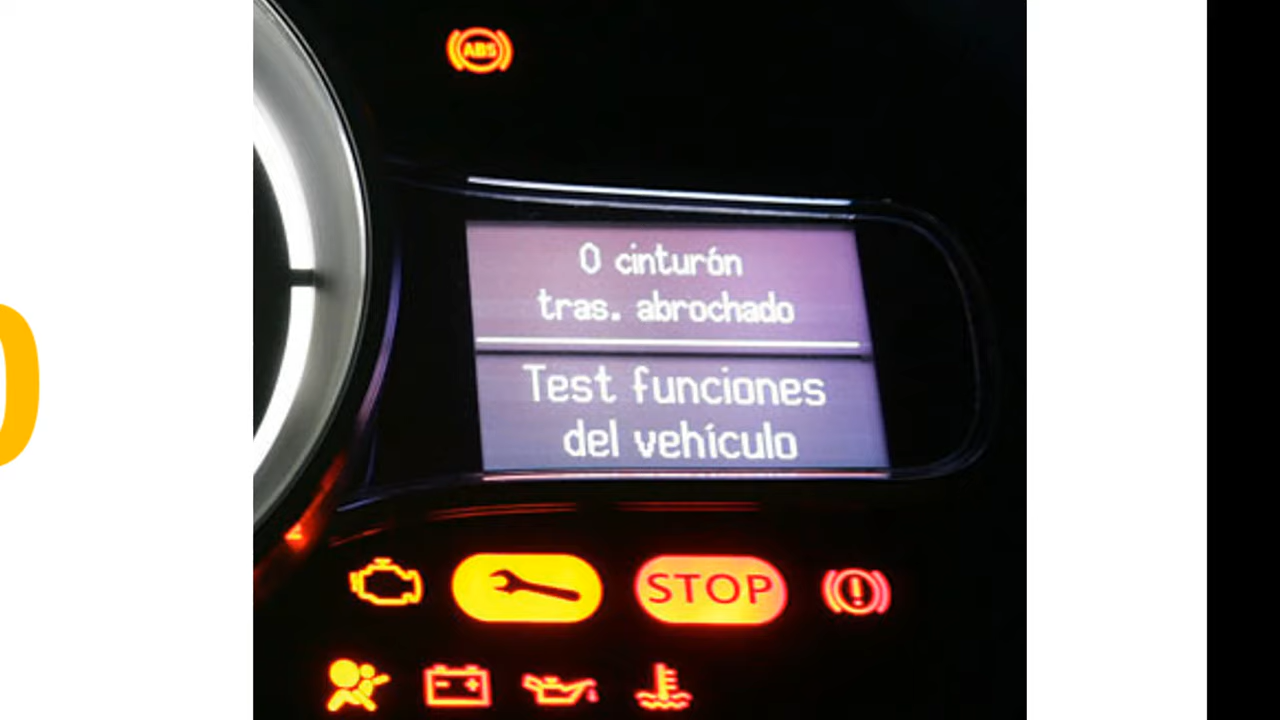 ABS
0 cinturón
tras. abrochado
Test funciones
del vehículo
STOP